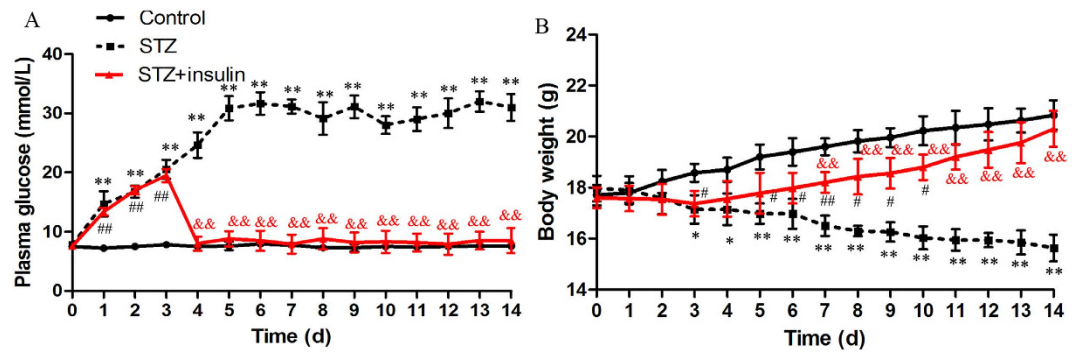 A
Control
STZ
STZ+insulin
Plasma glucose (mmol/L)
40
30
20
10
0
** ** ** ** ** ** ** ** ** ** ** ** ** **
## ## ##
&& && && && && && && && && && &&
0 1 2 3 4 5 6 7 8 9 10 11 12 13 14
Time (d)
B
Body weight (g)
24
22
20
18
16
14
&& && && && && && && &&
# # # ## # # #
* * ** ** ** ** ** ** ** ** ** **
0 1 2 3 4 5 6 7 8 9 10 11 12 13 14
Time (d)